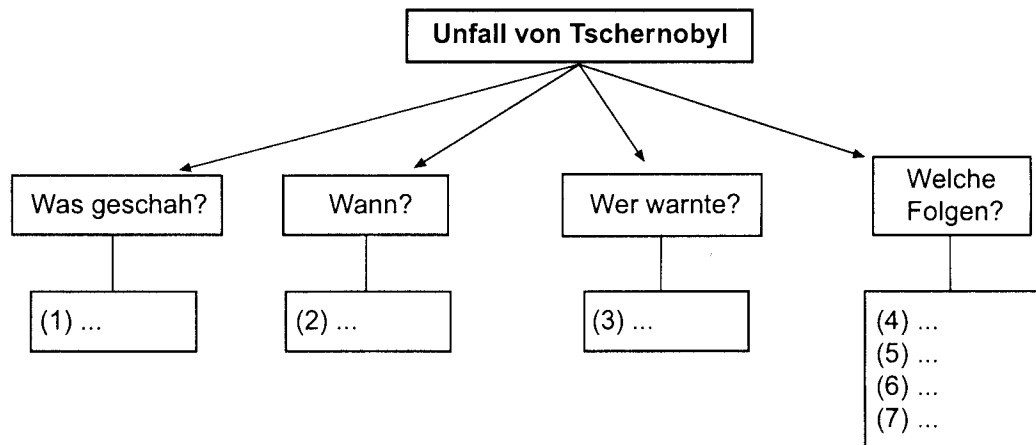 Unfall von Tschernobyl
Was geschah?
Wann?
Wer warnte?
Welche
Folgen?
(1) ...
(2) ...
(3) ...
(4) ...
(5) ...
(6) ...
(7) ...